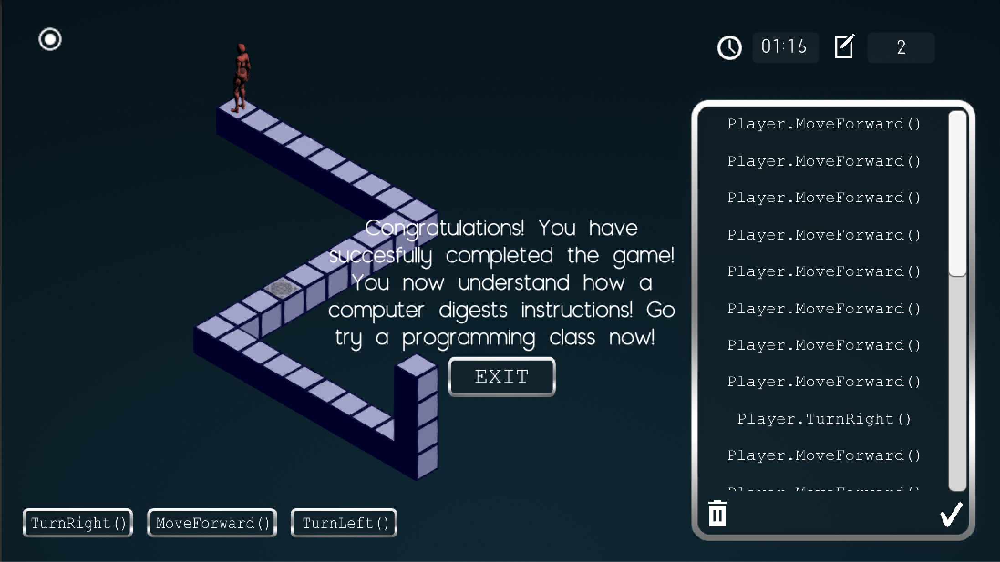 01:16
2
Player.MoveForward()
Player.MoveForward()
Player.MoveForward()
Player.MoveForward()
Player.MoveForward()
Player.MoveForward()
Player.MoveForward()
Player.MoveForward()
Player.TurnRight()
Player.MoveForward()
Congratulations! You have
succesfully completed the game!
You now understand how a
computer digests instructions! Go
try a programming class now!
EXIT
TurnRight()
MoveForward()
TurnLeft()